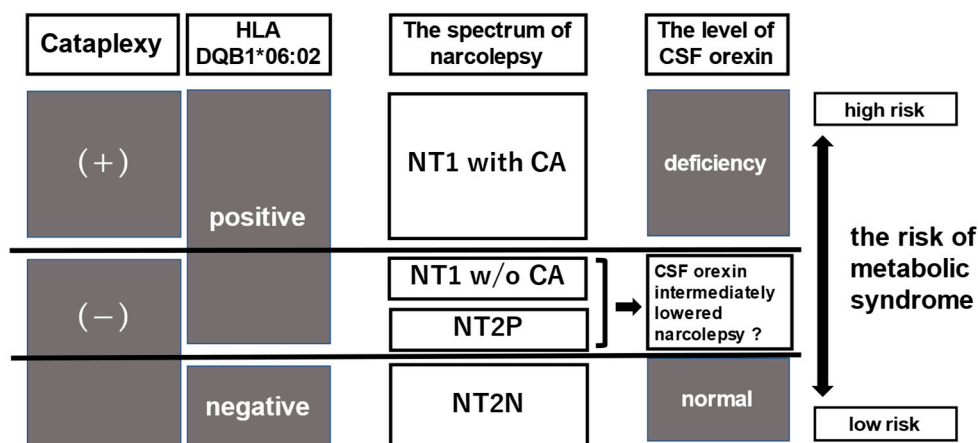 Cataplexy
HLA
DQB1*06:02
The spectrum of
narcolepsy
The level of
CSF orexin
high risk
(+)
positive
NT1 with CA
deficiency
the risk of
metabolic
syndrome
(-)
NT1 w/o CA
NT2P
CSF orexin
intermediately
lowered
narcolepsy ?
negative
NT2N
normal
low risk